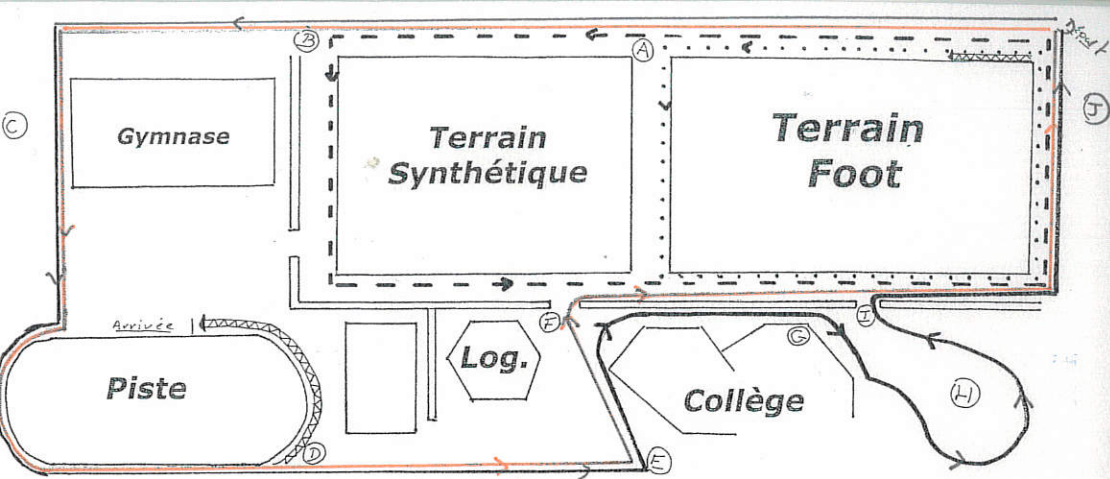 Départ
B
A
C
J
Gymnase
Terrain
Synthétique
Terrain
Foot
Arrivée
F
I
Piste
Log.
G
Collège
H
D
E